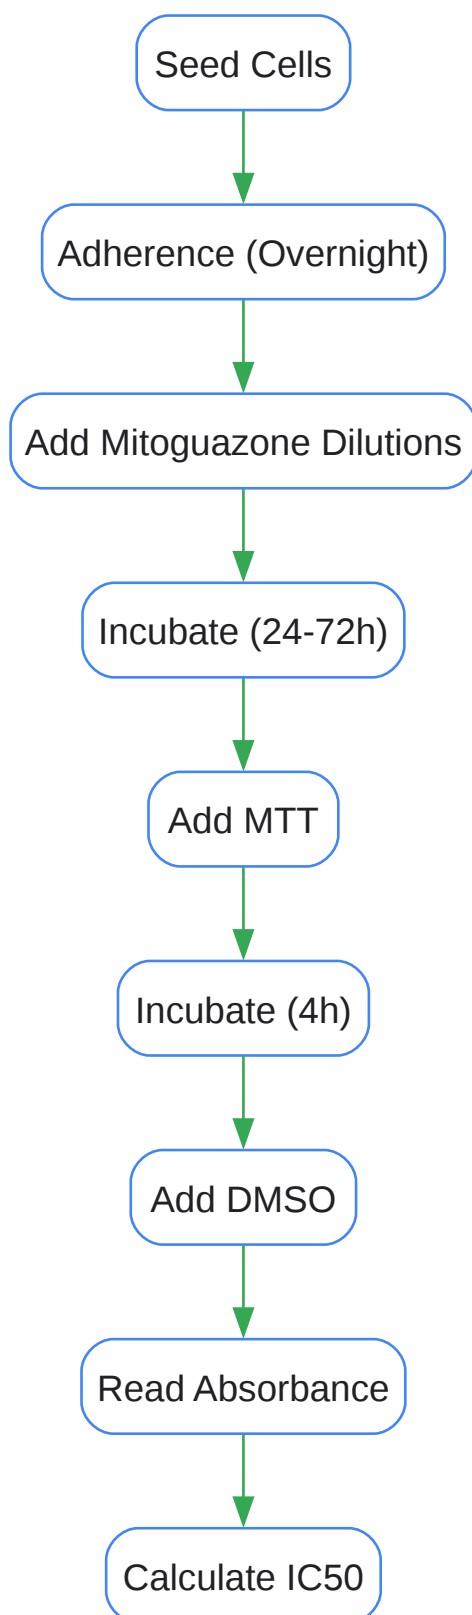 Seed Cells
Adherence (Overnight)
Add Mitoguazone Dilutions
Incubate (24-72h)
Add MTT
Incubate (4h)
Add DMSO
Read Absorbance
Calculate IC50